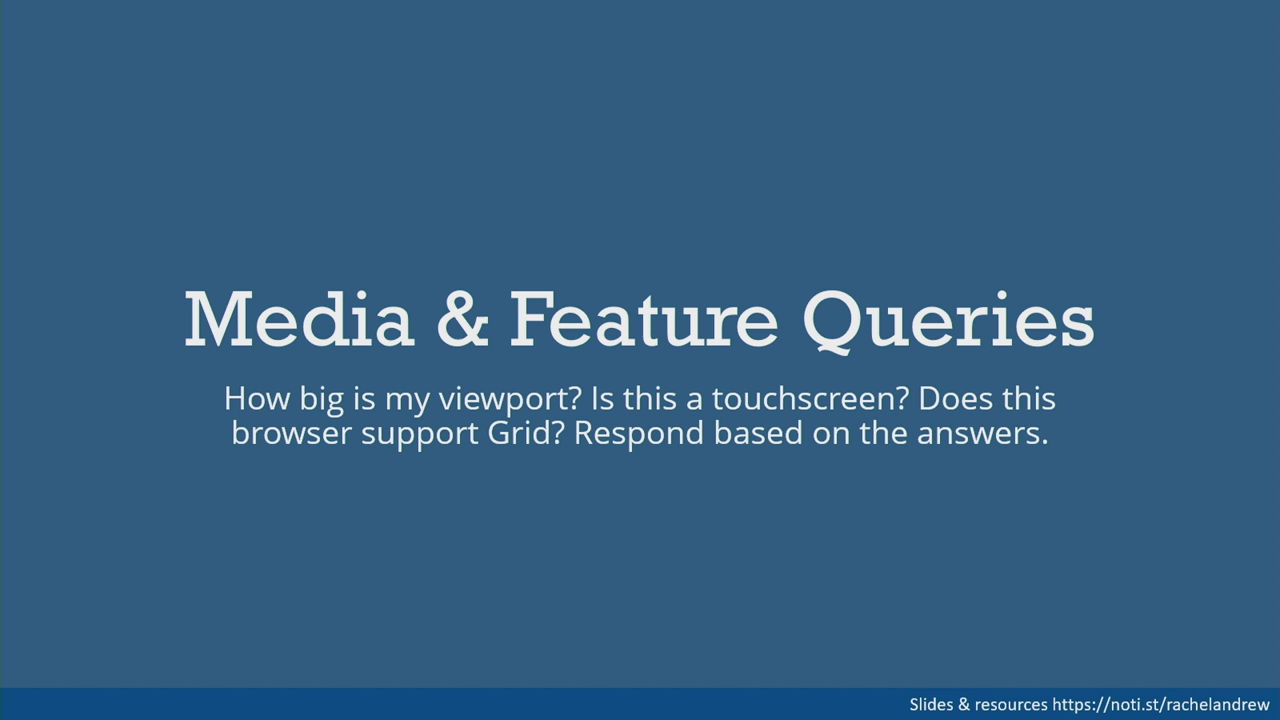 Media & Feature Queries
How big is my viewport? Is this a touchscreen? Does this
browser support Grid? Respond based on the answers.
Slides & resources https://noti.st/rachelandrew